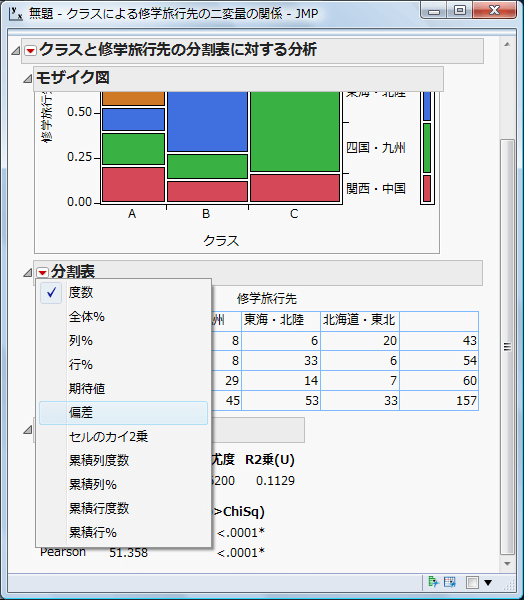 無題 - クラスによる修学旅行先の二変量の関係 - JMP
クラスと修学旅行先の分割表に対する分析
モザイク図
修学旅行
0.50
0.25
0.00
東海・北陸
四国・九州
関西・中国
A B C
クラス
分割表
修学旅行先
州 東海・北陸 北海道・東北
8 6 20 43
8 33 6 54
29 14 7 60
45 53 33 157
度数
全体%
列%
行%
期待値
偏差
セルのカイ2乗
累積列度数
累積列%
累積行度数
累積行%
尤度 R2乗(U)
5200 0.1129
>ChiSq)
<.0001*
Pearson 51.358 <.0001*